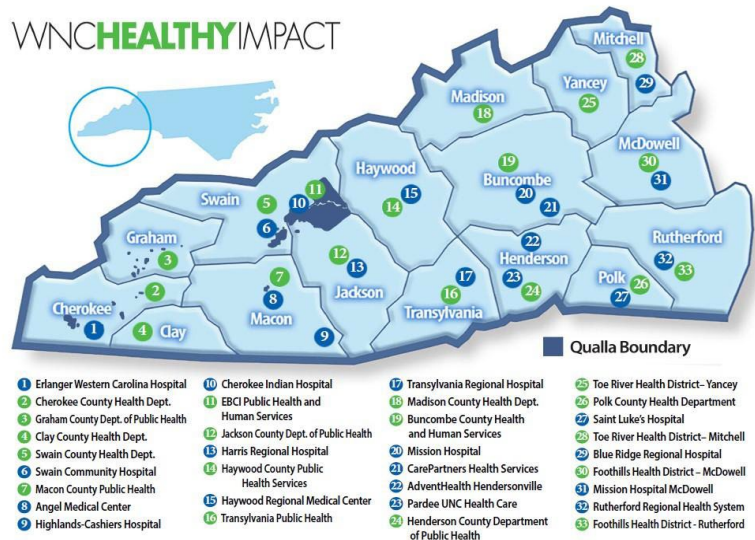 WNCHEALTHYIMPACT
Mitchell
28
29
Yancey
25
Madison
18
McDowell
30
31
Haywood
15
14
19
Buncombe
20
21
Swain
5
10
11
6
Graham
3
12
13
Jackson
22
Henderson
23
24
Rutherford
32
33
Polk
26
27
17
16
Transylvania
2
Cherokee
1
4
Clay
7
8
Macon
9
Qualla Boundary
1 Erlanger Western Carolina Hospital
2 Cherokee County Health Dept.
3 Graham County Dept. of Public Health
4 Clay County Health Dept.
5 Swain County Health Dept.
6 Swain Community Hospital
7 Macon County Public Health
8 Angel Medical Center
9 Highlands-Cashiers Hospital
10 Cherokee Indian Hospital
11 EBCI Public Health and
Human Services
12 Jackson County Dept. of Public Health
13 Harris Regional Hospital
14 Haywood County Public
Health Services
15 Haywood Regional Medical Center
16 Transylvania Public Health
17 Transylvania Regional Hospital
18 Madison County Health Dept.
19 Buncombe County Health
and Human Services
20 Mission Hospital
21 CarePartners Health Services
22 AdventHealth Hendersonville
23 Pardee UNC Health Care
24 Henderson County Department
of Public Health
25 Toe River Health District– Yancey
26 Polk County Health Department
27 Saint Luke's Hospital
28 Toe River Health District– Mitchell
29 Blue Ridge Regional Hospital
30 Foothills Health District – McDowell
31 Mission Hospital McDowell
32 Rutherford Regional Health System
33 Foothills Health District - Rutherford